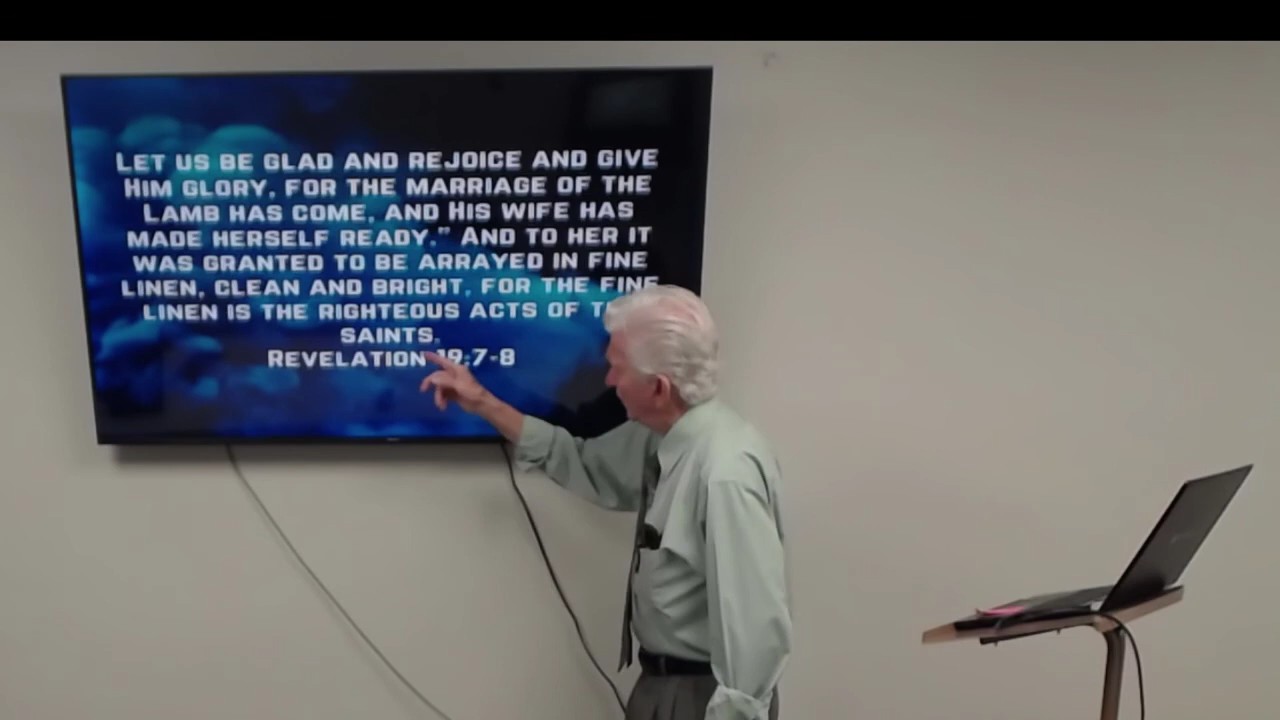 Let us be glad and rejoice and give
Him glory, for the marriage of the
Lamb has come, and His wife has
made herself ready.” And to her it
was granted to be arrayed in fine
linen, clean and bright, for the fine
linen is the righteous acts of
saints.
Revelation 19:7-8